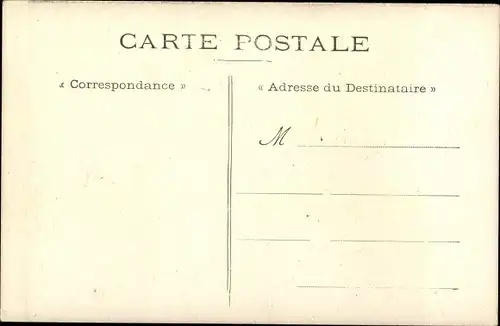 CARTE POSTALE
« Correspondance »
« Adresse du Destinataire »
M